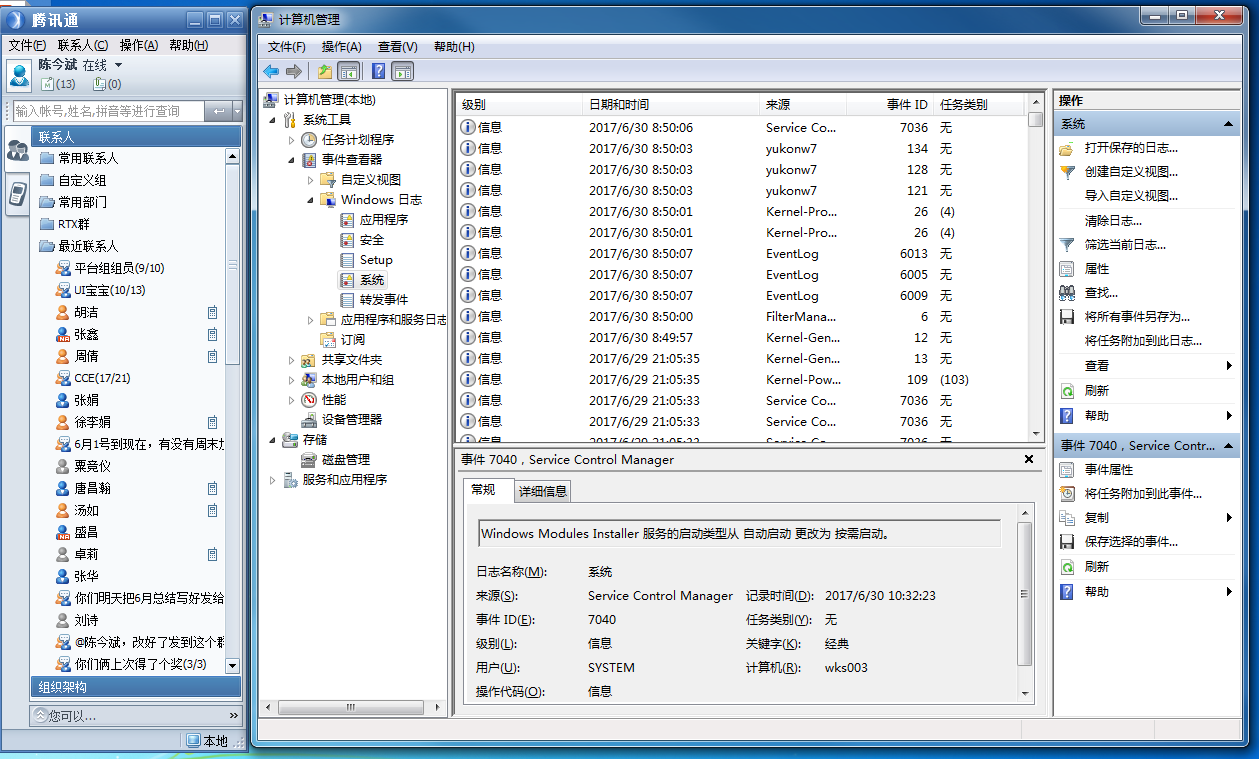 腾讯通
文件(F) 联系人(C) 操作(A) 帮助(H)
陈今斌 在线
(13) (0)
输入帐号,姓名,拼音等进行查询
联系人
常用联系人
自定义组
常用部门
RTX群
最近联系人
平台组组员(9/10)
UI宝宝(10/13)
胡洁
张鑫
周倩
CCE(17/21)
张娟
徐李娟
6月1号到现在，有没有周末
粟亮仪
唐昌翰
汤如
盛昌
卓莉
张华
你们明天把6月总结写好发给
刘诗
@陈今斌，改好了发到这个群
你们俩上次得了个奖(3/3)
组织架构
您可以...
本地
计算机管理
文件(F) 操作(A) 查看(V) 帮助(H)
计算机管理(本地)
系统工具
任务计划程序
事件查看器
自定义视图
Windows 日志
应用程序
安全
Setup
系统
转发事件
应用程序和服务日志
订阅
共享文件夹
本地用户和组
性能
设备管理器
存储
磁盘管理
服务和应用程序
级别 日期和时间 来源 事件 ID 任务类别
信息 2017/6/30 8:50:06 Service Co... 7036 无
信息 2017/6/30 8:50:03 yukonw7 134 无
信息 2017/6/30 8:50:03 yukonw7 128 无
信息 2017/6/30 8:50:03 yukonw7 121 无
信息 2017/6/30 8:50:01 Kernel-Pro... 26 (4)
信息 2017/6/30 8:50:01 Kernel-Pro... 26 (4)
信息 2017/6/30 8:50:07 EventLog 6013 无
信息 2017/6/30 8:50:07 EventLog 6005 无
信息 2017/6/30 8:50:07 EventLog 6009 无
信息 2017/6/30 8:50:00 FilterMana... 6 无
信息 2017/6/30 8:49:57 Kernel-Gen... 12 无
信息 2017/6/29 21:05:35 Kernel-Gen... 13 无
信息 2017/6/29 21:05:35 Kernel-Pow... 109 (103)
信息 2017/6/29 21:05:33 Service Co... 7036 无
信息 2017/6/29 21:05:33 Service Co... 7036 无
信息 2017/6/29 21:05:33 Service Co... 7036 无
事件 7040，Service Control Manager
常规 详细信息
Windows Modules Installer 服务的启动类型从 自动启动 更改为 按需启动。
日志名称(M): 系统
来源(S): Service Control Manager 记录时间(D): 2017/6/30 10:32:23
事件 ID(E): 7040 任务类别(Y): 无
级别(L): 信息 关键字(K): 经典
用户(U): SYSTEM 计算机(R): wks003
操作代码(O): 信息
操作
系统
打开保存的日志...
创建自定义视图...
导入自定义视图...
清除日志...
筛选当前日志...
属性
查找...
将所有事件另存为...
将任务附加到此日志...
查看
刷新
帮助
事件 7040，Service Contr...
事件属性
将任务附加到此事件...
复制
保存选择的事件...
刷新
帮助